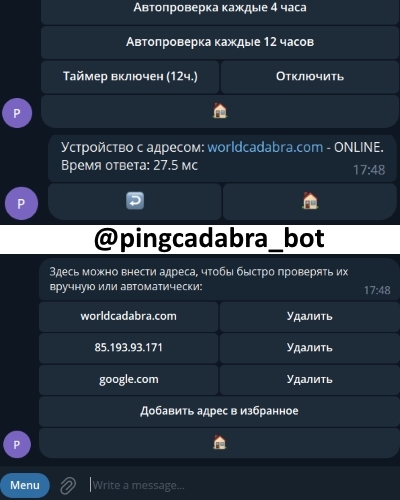 Автопроверка каждые 4 часа
Автопроверка каждые 12 часов
Таймер включен (12ч.) Отключить
P
Устройство с адресом: worldcadabra.com - ONLINE.
Время ответа: 27.5 мс
17:48
P
@pingcadabra_bot
Здесь можно внести адреса, чтобы быстро проверять их
вручную или автоматически:
17:48
worldcadabra.com Удалить
85.193.93.171 Удалить
google.com Удалить
Добавить адрес в избранное
P
Menu Write a message...